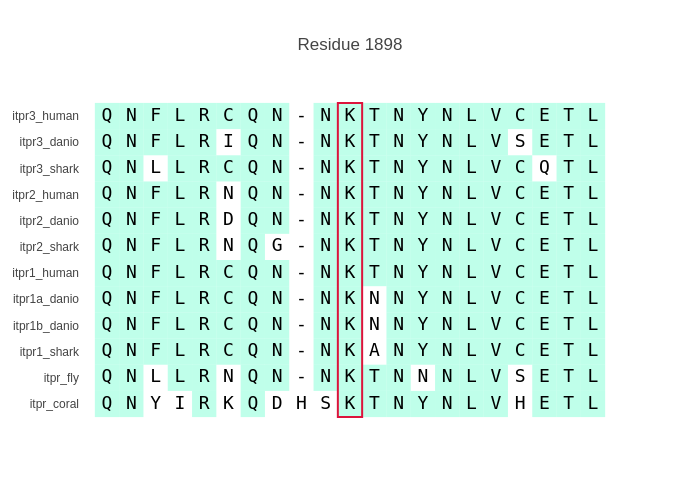 Residue 1898
itpr3_human Q N F L R C Q N - N K T N Y N L V C E T L
itpr3_danio Q N F L R I Q N - N K T N Y N L V S E T L
itpr3_shark Q N L L R C Q N - N K T N Y N L V C Q T L
itpr2_human Q N F L R N Q N - N K T N Y N L V C E T L
itpr2_danio Q N F L R D Q N - N K T N Y N L V C E T L
itpr2_shark Q N F L R N Q G - N K T N Y N L V C E T L
itpr1_human Q N F L R C Q N - N K T N Y N L V C E T L
itpr1a_danio Q N F L R C Q N - N K N N Y N L V C E T L
itpr1b_danio Q N F L R C Q N - N K N N Y N L V C E T L
itpr1_shark Q N F L R C Q N - N K A N Y N L V C E T L
itpr_fly Q N L L R N Q N - N K T N N N L V S E T L
itpr_coral Q N Y I R K Q D H S K T N Y N L V H E T L